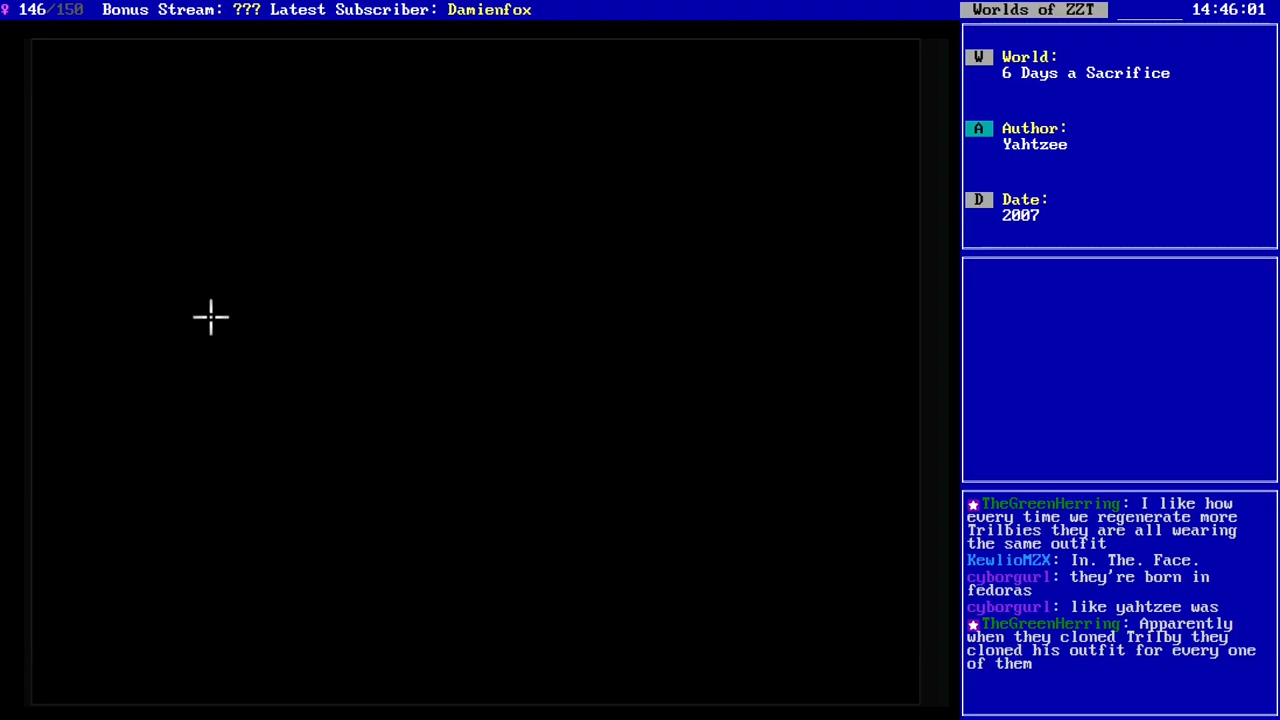 ♀ 146/150 Bonus Stream: ??? Latest Subscriber: Damienfox
Worlds of ZZT 14:46:01
W World:
6 Days a Sacrifice
A Author:
Yahtzee
D Date:
2007
TheGreenHerring: I like how
every time we regenerate more
Trilbies they are all wearing
the same outfit
KewlioMZX: In. The. Face.
cyborgurl: they're born in
fedoras
cyborgurl: like yahtzee was
TheGreenHerring: Apparently
when they cloned Trilby they
cloned his outfit for every one
of them